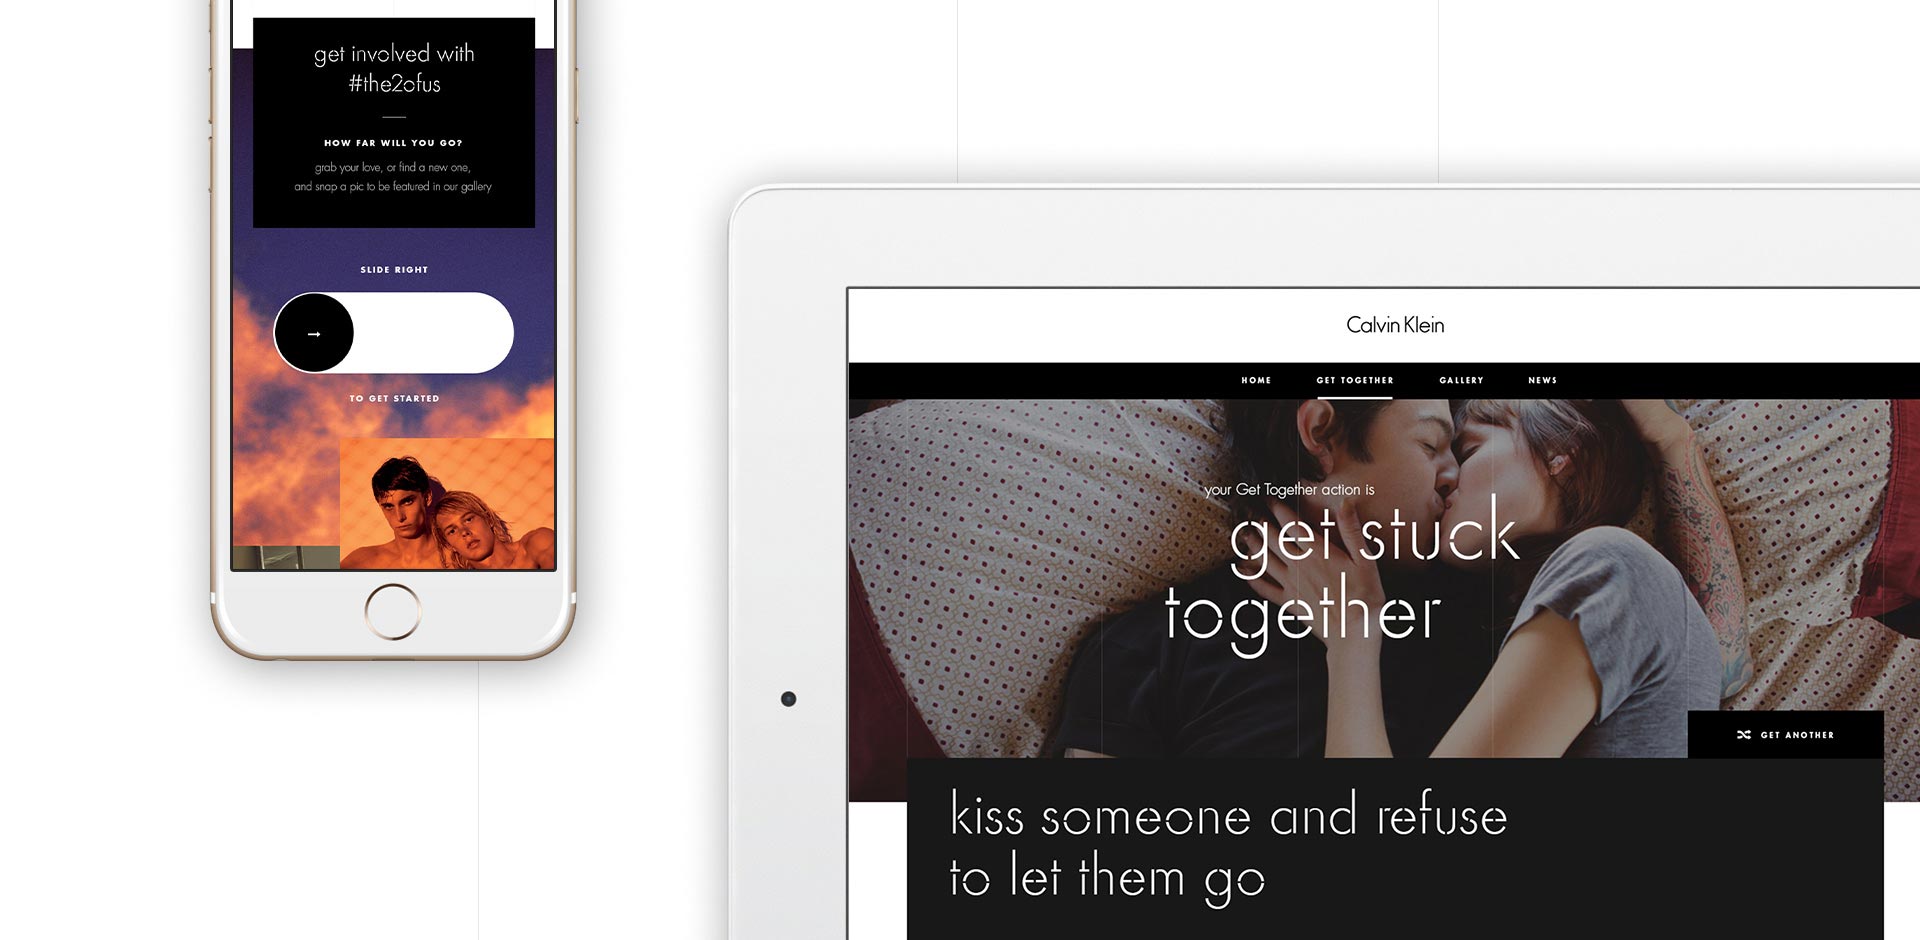 get involved with
#the2ofus
HOW FAR WILL YOU GO?
grab your love, or find a new one,
and snap a pic to be featured in our gallery
SLIDE RIGHT
TO GET STARTED
Calvin Klein
HOME GET TOGETHER GALLERY NEWS
your Get Together action is
get stuck
together
GET ANOTHER
kiss someone and refuse
to let them go